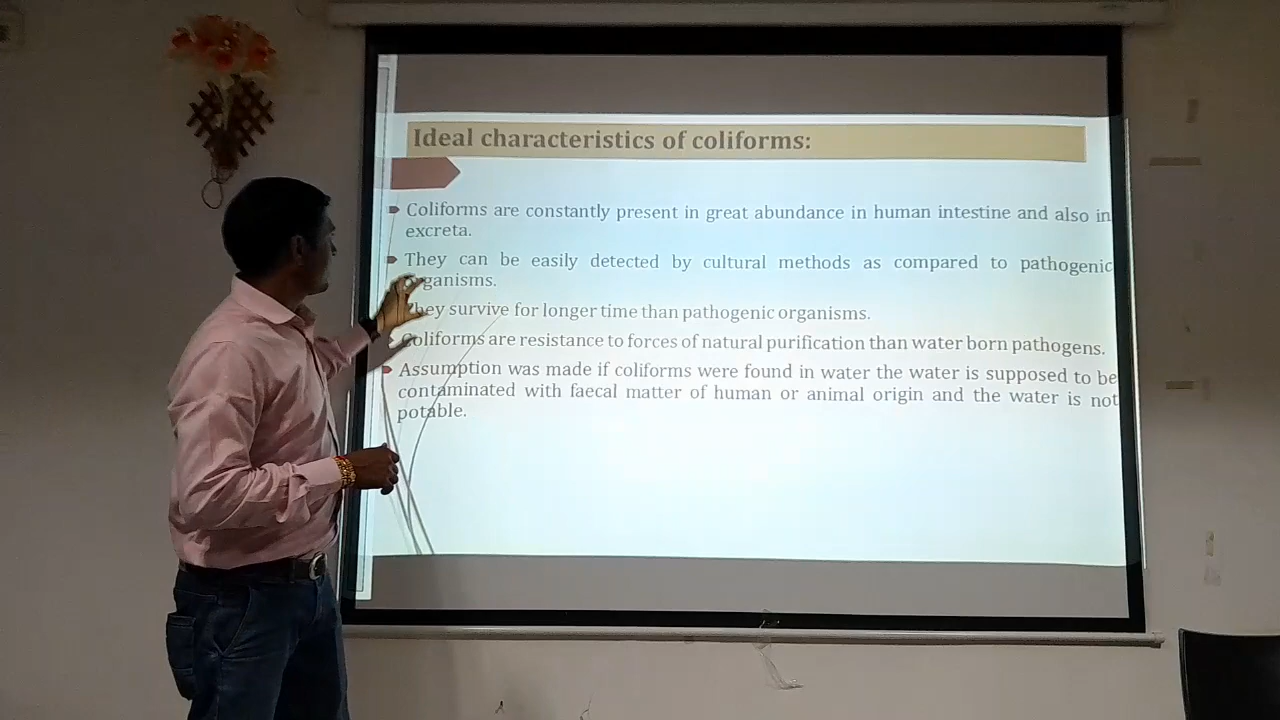 Ideal characteristics of coliforms:
Coliforms are constantly present in great abundance in human intestine and also in
excreta.
They can be easily detected by cultural methods as compared to pathogenic
organisms.
They survive for longer time than pathogenic organisms.
Coliforms are resistance to forces of natural purification than water born pathogens.
Assumption was made if coliforms were found in water the water is supposed to be
contaminated with faecal matter of human or animal origin and the water is not
potable.